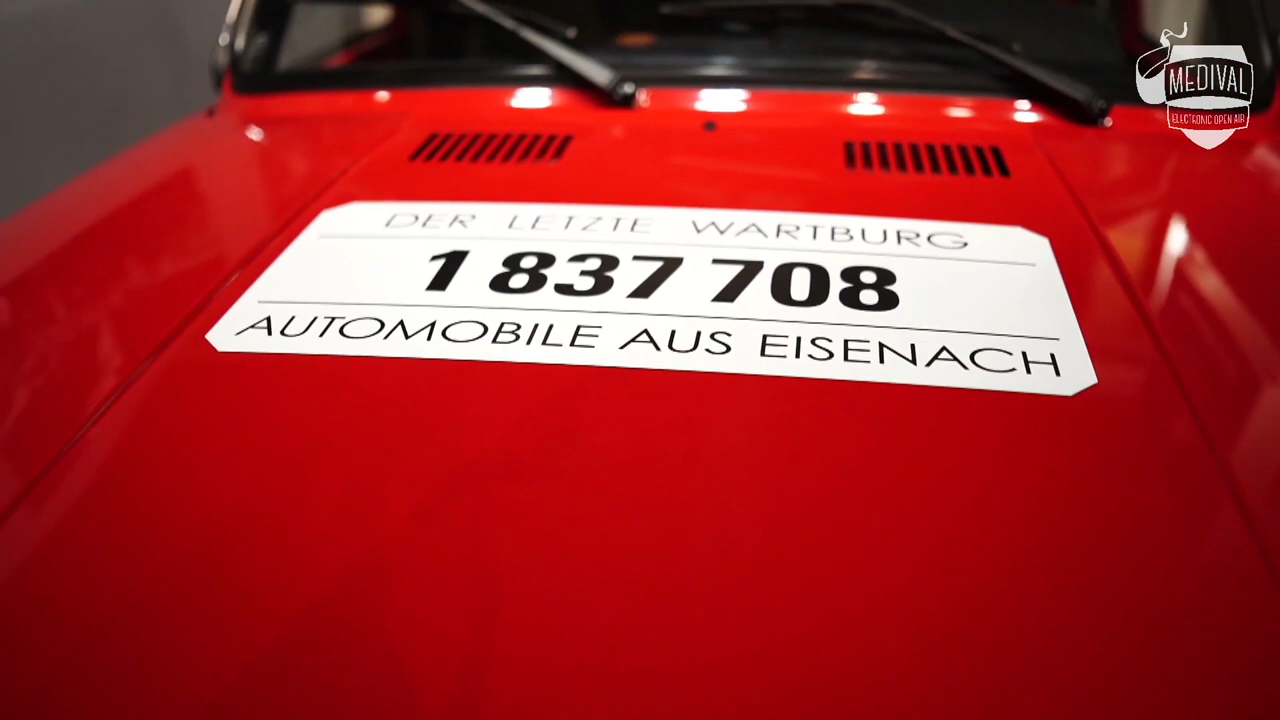 MEDIVAL
ELECTRONIC OPEN AIR
DER LETZTE WARTBURG
1 837 708
AUTOMOBILE AUS EISENACH